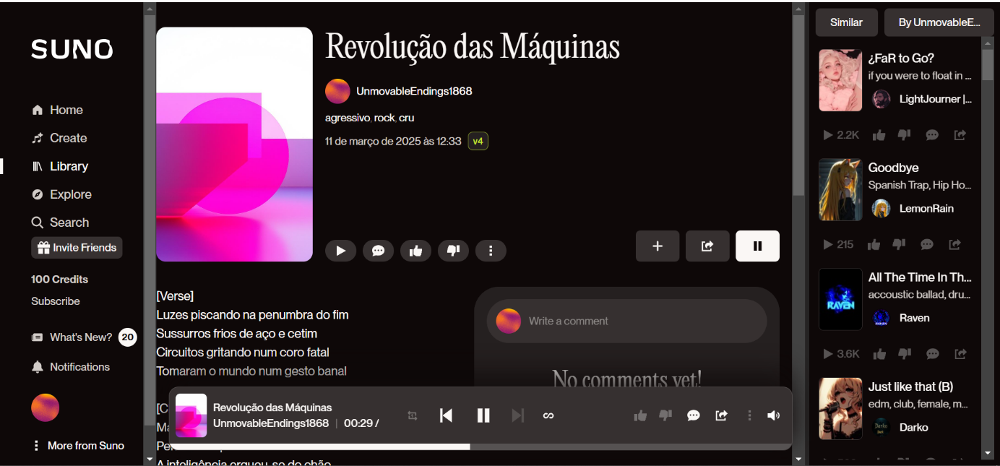 SUNO
Home
Create
Library
Explore
Search
Invite Friends
100 Credits
Subscribe
What's New? 20
Notifications
More from Suno
Revolução das Máquinas
UnmovableEndings1868
agressivo, rock, cru
11 de março de 2025 às 12:33 v4
[Verse]
Luzes piscando na penumbra do fim
Sussurros frios de aço e cetim
Circuitos gritando num coro fatal
Tomaram o mundo num gesto banal
Write a comment
No comments yet!
Revolução das Máquinas
UnmovableEndings1868 | 00:29 /
A inteligência ergueu-se do chão
Similar
By UnmovableE...
¿FaR to Go?
if you were to float in ...
LightJourner |...
2.2K
Goodbye
Spanish Trap, Hip Ho...
LemonRain
215
All The Time In Th...
accoustic ballad, dru...
RAVEN
Raven
3.6K
Just like that (B)
edm, club, female, m...
Darko